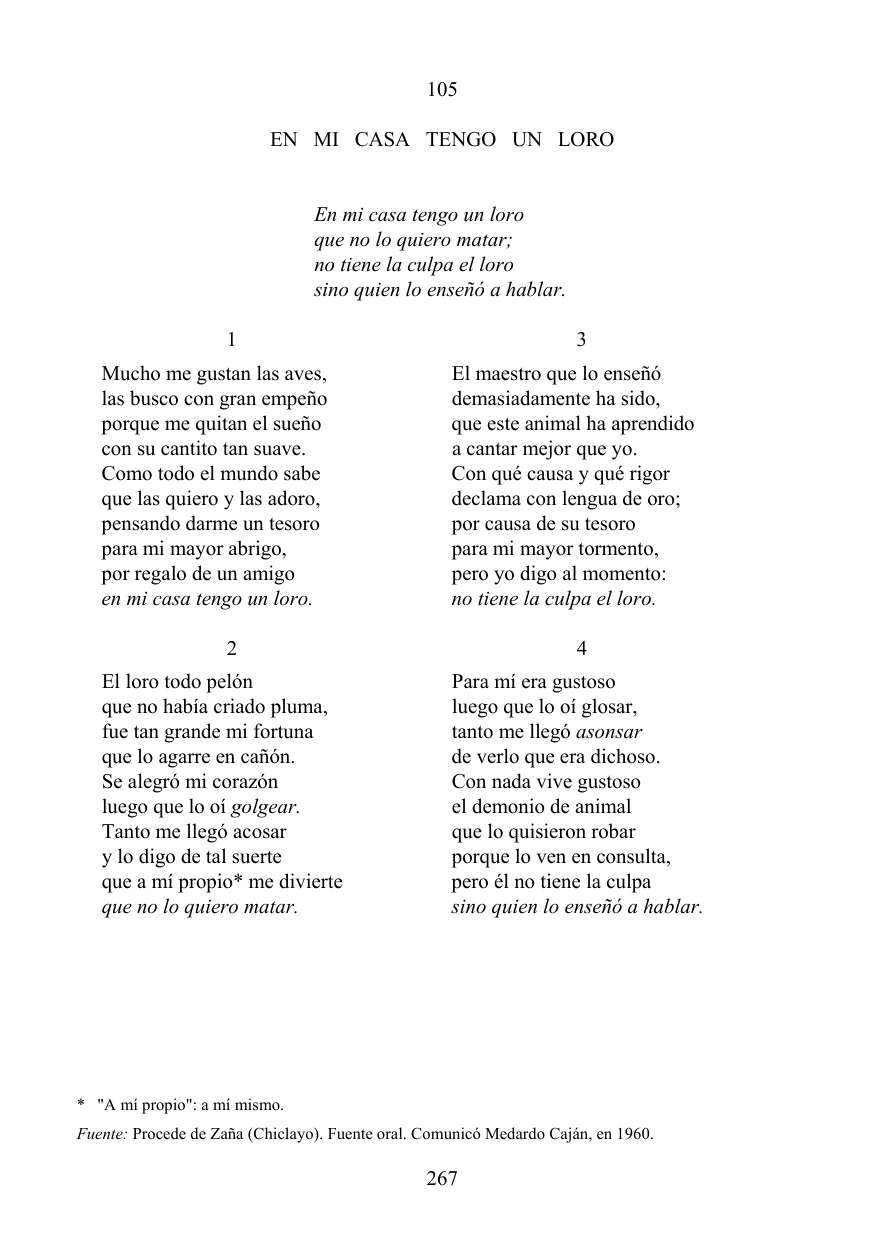 105
EN MI CASA TENGO UN LORO
En mi casa tengo un loro
que no lo quiero matar;
no tiene la culpa el loro
sino quien lo enseñó a hablar.
1
Mucho me gustan las aves,
las busco con gran empeño
porque me quitan el sueño
con su cantito tan suave.
Como todo el mundo sabe
que las quiero y las adoro,
pensando darme un tesoro
para mi mayor abrigo,
por regalo de un amigo
en mi casa tengo un loro.
2
El loro todo pelón
que no había criado pluma,
fue tan grande mi fortuna
que lo agarre en cañón.
Se alegró mi corazón
luego que lo oí golgear.
Tanto me llegó acosar
y lo digo de tal suerte
que a mí propio* me divierte
que no lo quiero matar.
3
El maestro que lo enseñó
demasiadamente ha sido,
que este animal ha aprendido
a cantar mejor que yo.
Con qué causa y qué rigor
declama con lengua de oro;
por causa de su tesoro
para mi mayor tormento,
pero yo digo al momento:
no tiene la culpa el loro.
4
Para mí era gustoso
luego que lo oí glosar,
tanto me llegó asonsar
de verlo que era dichoso.
Con nada vive gustoso
el demonio de animal
que lo quisieron robar
porque lo ven en consulta,
pero él no tiene la culpa
sino quien lo enseñó a hablar.
* "A mí propio": a mí mismo.
Fuente: Procede de Zaña (Chiclayo). Fuente oral. Comunicó Medardo Caján, en 1960.
267